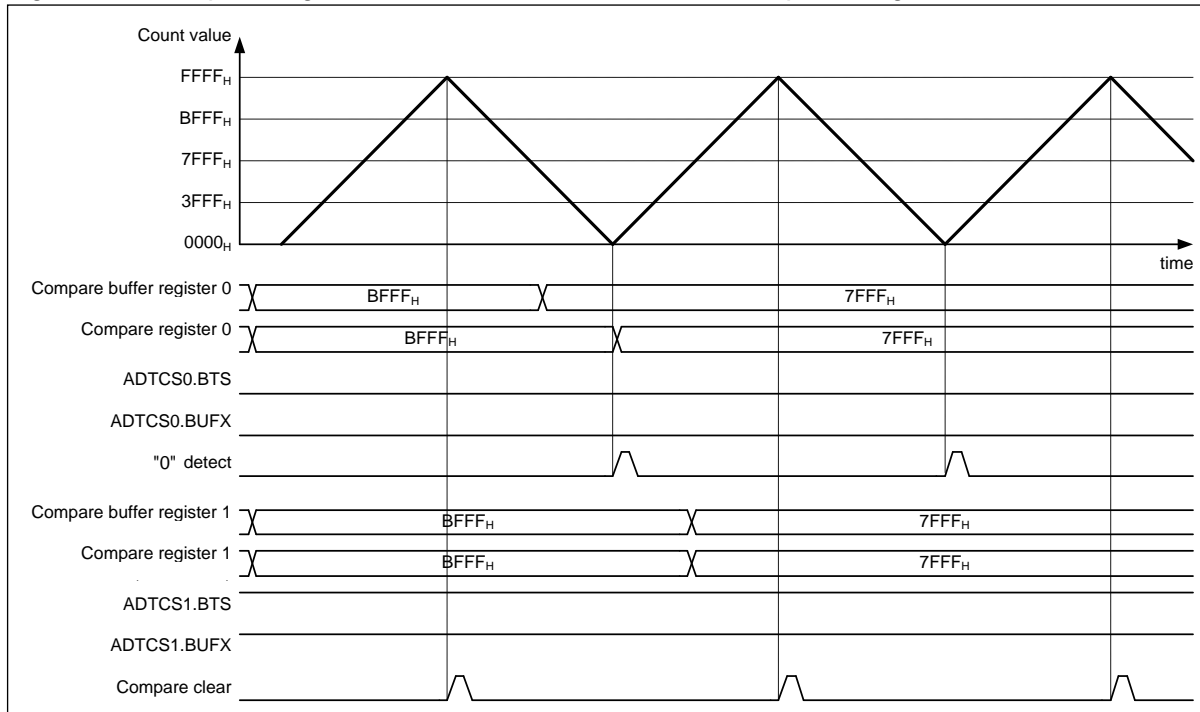 Count value
FFFFH
BFFFH
7FFFH
3FFFH
0000H
time
Compare buffer register 0
BFFFH
7FFFH
Compare register 0
BFFFH
7FFFH
ADTCS0.BTS
ADTCS0.BUFX
"0" detect
Compare buffer register 1
BFFFH
7FFFH
Compare register 1
BFFFH
7FFFH
ADTCS1.BTS
ADTCS1.BUFX
Compare clear